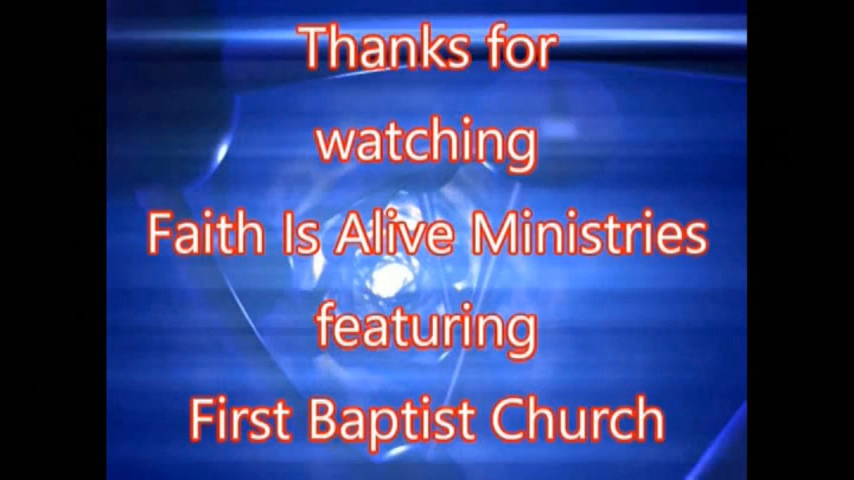 Thanks for
watching
Faith Is Alive Ministries
featuring
First Baptist Church